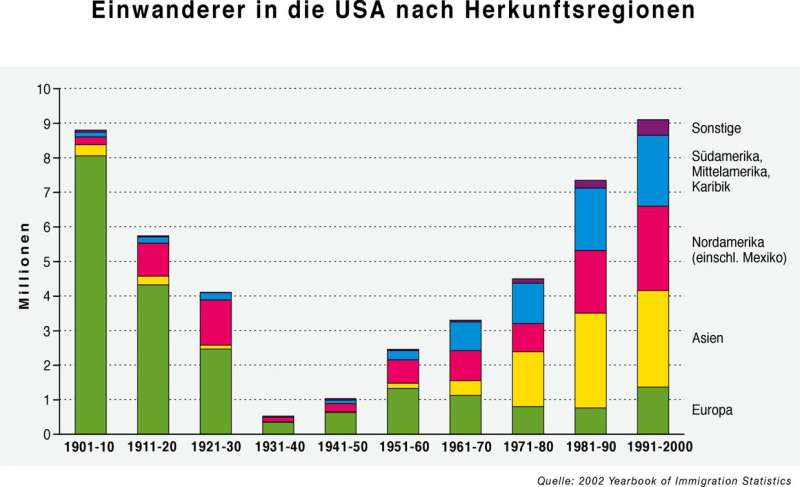 Einwanderer in die USA nach Herkunftsregionen
Millionen
10
9
8
7
6
5
4
3
2
1
0
1901-10 1911-20 1921-30 1931-40 1941-50 1951-60 1961-70 1971-80 1981-90 1991-2000
Sonstige
Südamerika,
Mittelamerika,
Karibik
Nordamerika
(einschl. Mexiko)
Asien
Europa
Quelle: 2002 Yearbook of Immigration Statistics